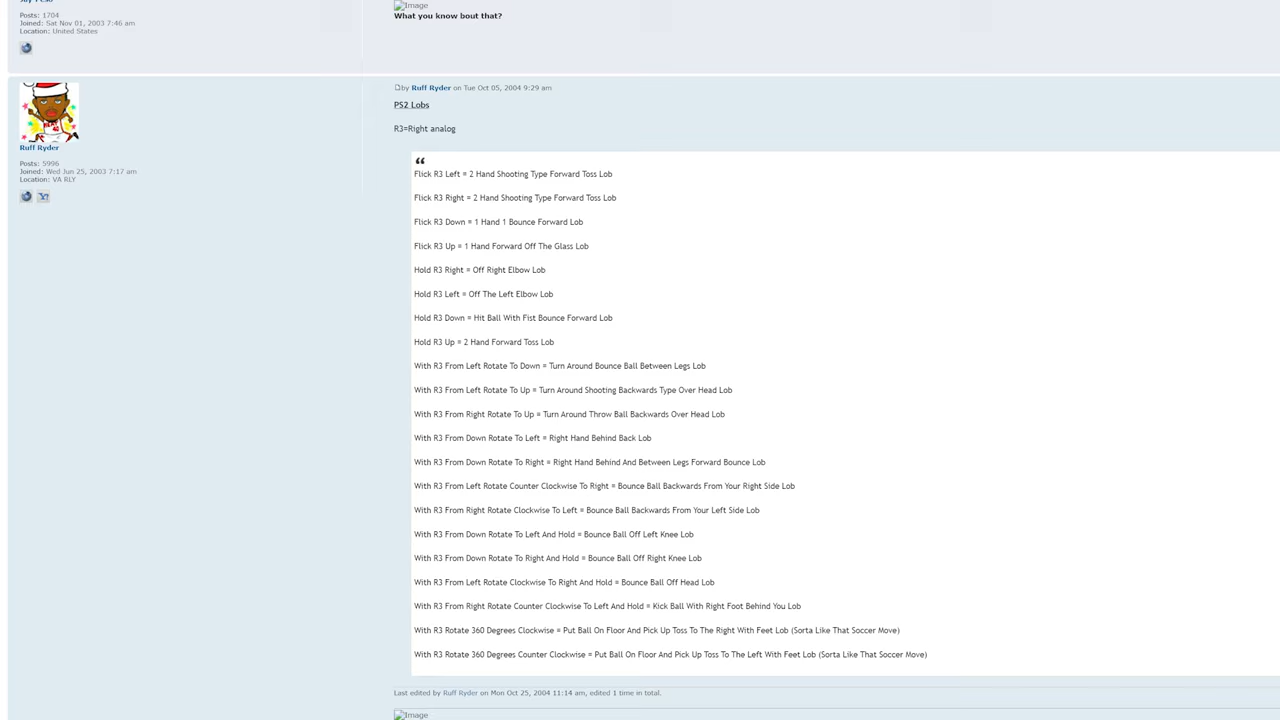 Posts: 1704
Joined: Sat Nov 01, 2003 7:46 am
Location: United States
Image
What you know bout that?
by Ruff Ryder on Tue Oct 05, 2004 9:29 am
Ruff Ryder
Posts: 5996
Joined: Wed Jun 25, 2003 7:17 am
Location: VA RLY
PS2 Lobs
R3=Right analog
“
Flick R3 Left = 2 Hand Shooting Type Forward Toss Lob
Flick R3 Right = 2 Hand Shooting Type Forward Toss Lob
Flick R3 Down = 1 Hand 1 Bounce Forward Lob
Flick R3 Up = 1 Hand Forward Off The Glass Lob
Hold R3 Right = Off Right Elbow Lob
Hold R3 Left = Off The Left Elbow Lob
Hold R3 Down = Hit Ball With Fist Bounce Forward Lob
Hold R3 Up = 2 Hand Forward Toss Lob
With R3 From Left Rotate To Down = Turn Around Bounce Ball Between Legs Lob
With R3 From Left Rotate To Up = Turn Around Shooting Backwards Type Over Head Lob
With R3 From Right Rotate To Up = Turn Around Throw Ball Backwards Over Head Lob
With R3 From Down Rotate To Left = Right Hand Behind Back Lob
With R3 From Down Rotate To Right = Right Hand Behind And Between Legs Forward Bounce Lob
With R3 From Left Rotate Counter Clockwise To Right = Bounce Ball Backwards From Your Right Side Lob
With R3 From Right Rotate Clockwise To Left = Bounce Ball Backwards From Your Left Side Lob
With R3 From Down Rotate To Left And Hold = Bounce Ball Off Left Knee Lob
With R3 From Down Rotate To Right And Hold = Bounce Ball Off Right Knee Lob
With R3 From Left Rotate Clockwise To Right And Hold = Bounce Ball Off Head Lob
With R3 From Right Rotate Counter Clockwise To Left And Hold = Kick Ball With Right Foot Behind You Lob
With R3 Rotate 360 Degrees Clockwise = Put Ball On Floor And Pick Up Toss To The Right With Feet Lob (Sorta Like That Soccer Move)
With R3 Rotate 360 Degrees Counter Clockwise = Put Ball On Floor And Pick Up Toss To The Left With Feet Lob (Sorta Like That Soccer Move)
Last edited by Ruff Ryder on Mon Oct 25, 2004 11:14 am, edited 1 time in total.
Image